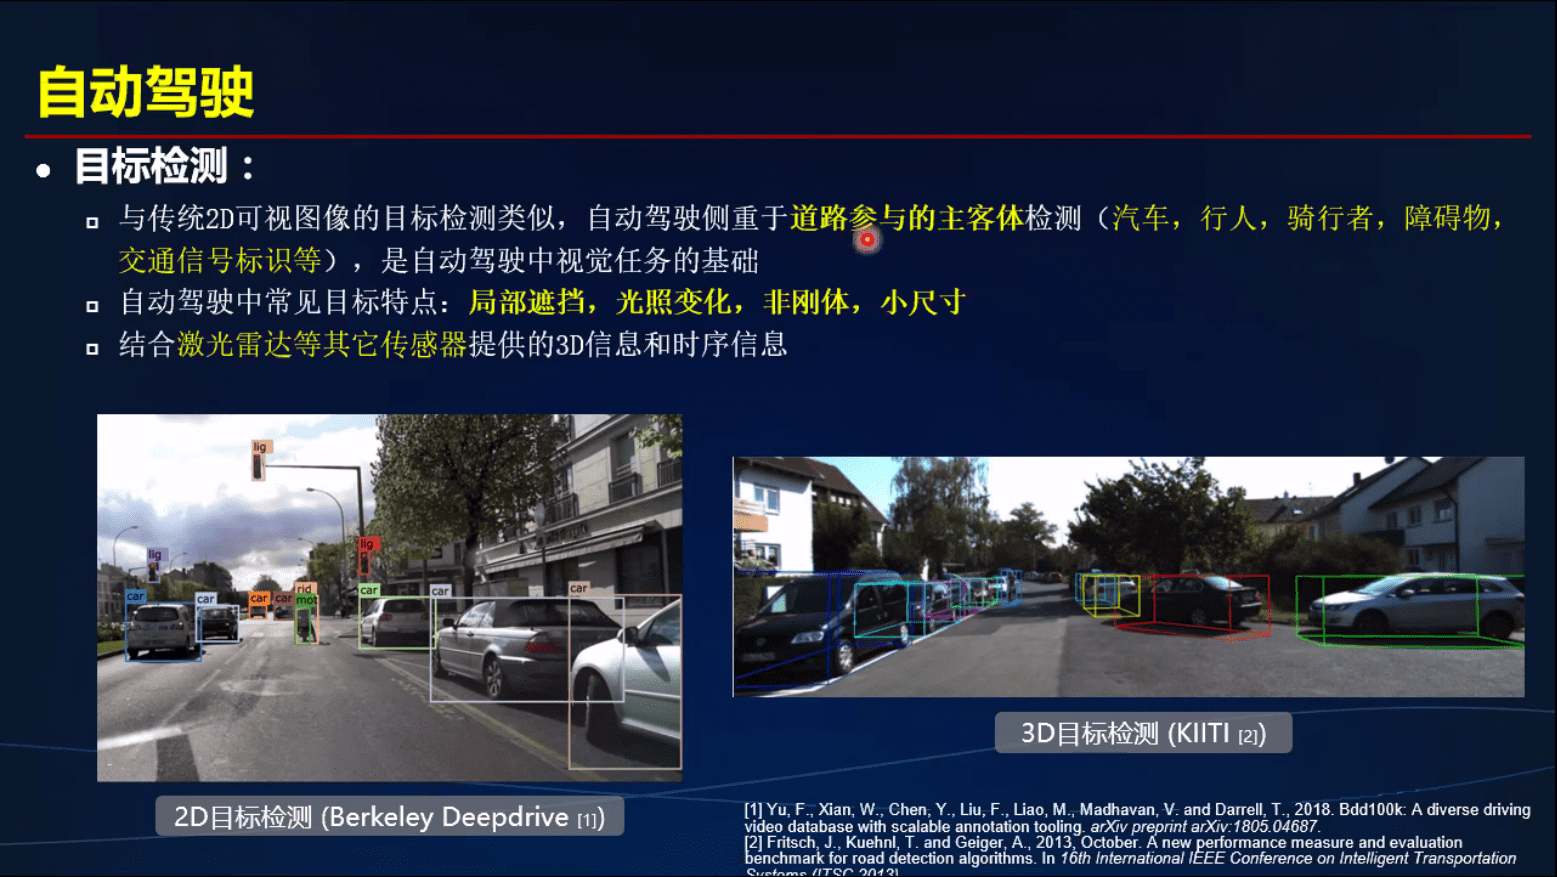 自动驾驶
目标检测：
与传统2D可视图像的目标检测类似，自动驾驶侧重于道路参与的主客体检测（汽车，行人，骑行者，障碍物，
交通信号标识等），是自动驾驶中视觉任务的基础
自动驾驶中常见目标特点：局部遮挡，光照变化，非刚体，小尺寸
结合激光雷达等其它传感器提供的3D信息和时序信息
lig
lig
lig
car
car
car
car
rid
mot
car
car
car
3D目标检测 (KIITI [2])
2D目标检测 (Berkeley Deepdrive [1])
[1] Yu, F., Xian, W., Chen, Y., Liu, F., Liao, M., Madhavan, V. and Darrell, T., 2018. Bdd100k: A diverse driving
video database with scalable annotation tooling. arXiv preprint arXiv:1805.04687.
[2] Fritsch, J., Kuehnl, T. and Geiger, A., 2013, October. A new performance measure and evaluation
benchmark for road detection algorithms. In 16th International IEEE Conference on Intelligent Transportation
Systems (ITSC 2013)